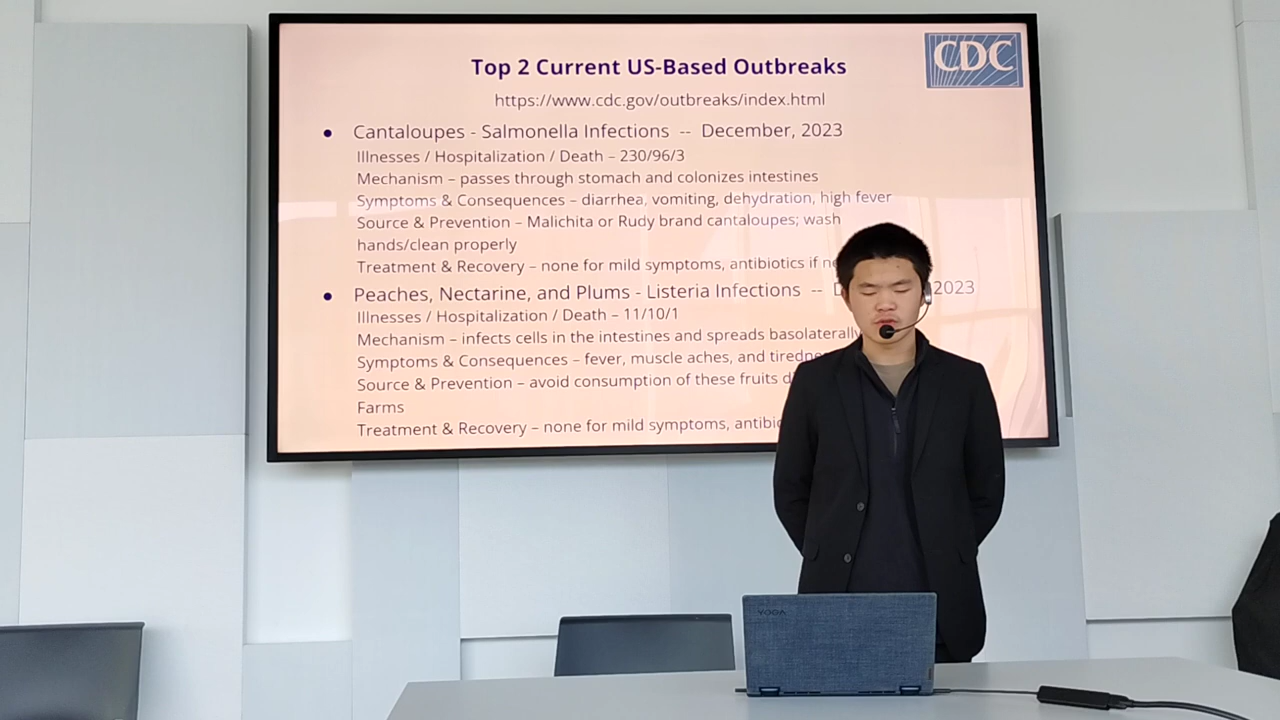 Top 2 Current US-Based Outbreaks
CDC
https://www.cdc.gov/outbreaks/index.html
● Cantaloupes - Salmonella Infections -- December, 2023
Illnesses / Hospitalization / Death – 230/96/3
Mechanism – passes through stomach and colonizes intestines
Symptoms & Consequences – diarrhea, vomiting, dehydration, high fever
Source & Prevention – Malichita or Rudy brand cantaloupes; wash
hands/clean properly
Treatment & Recovery – none for mild symptoms, antibiotics if
● Peaches, Nectarine, and Plums - Listeria Infections -- 2023
Illnesses / Hospitalization / Death – 11/10/1
Mechanism – infects cells in the intestines and spreads basolaterally
Symptoms & Consequences – fever, muscle aches, and
Source & Prevention – avoid consumption of these fruits
Farms
Treatment & Recovery – none for mild symptoms,
YOGA